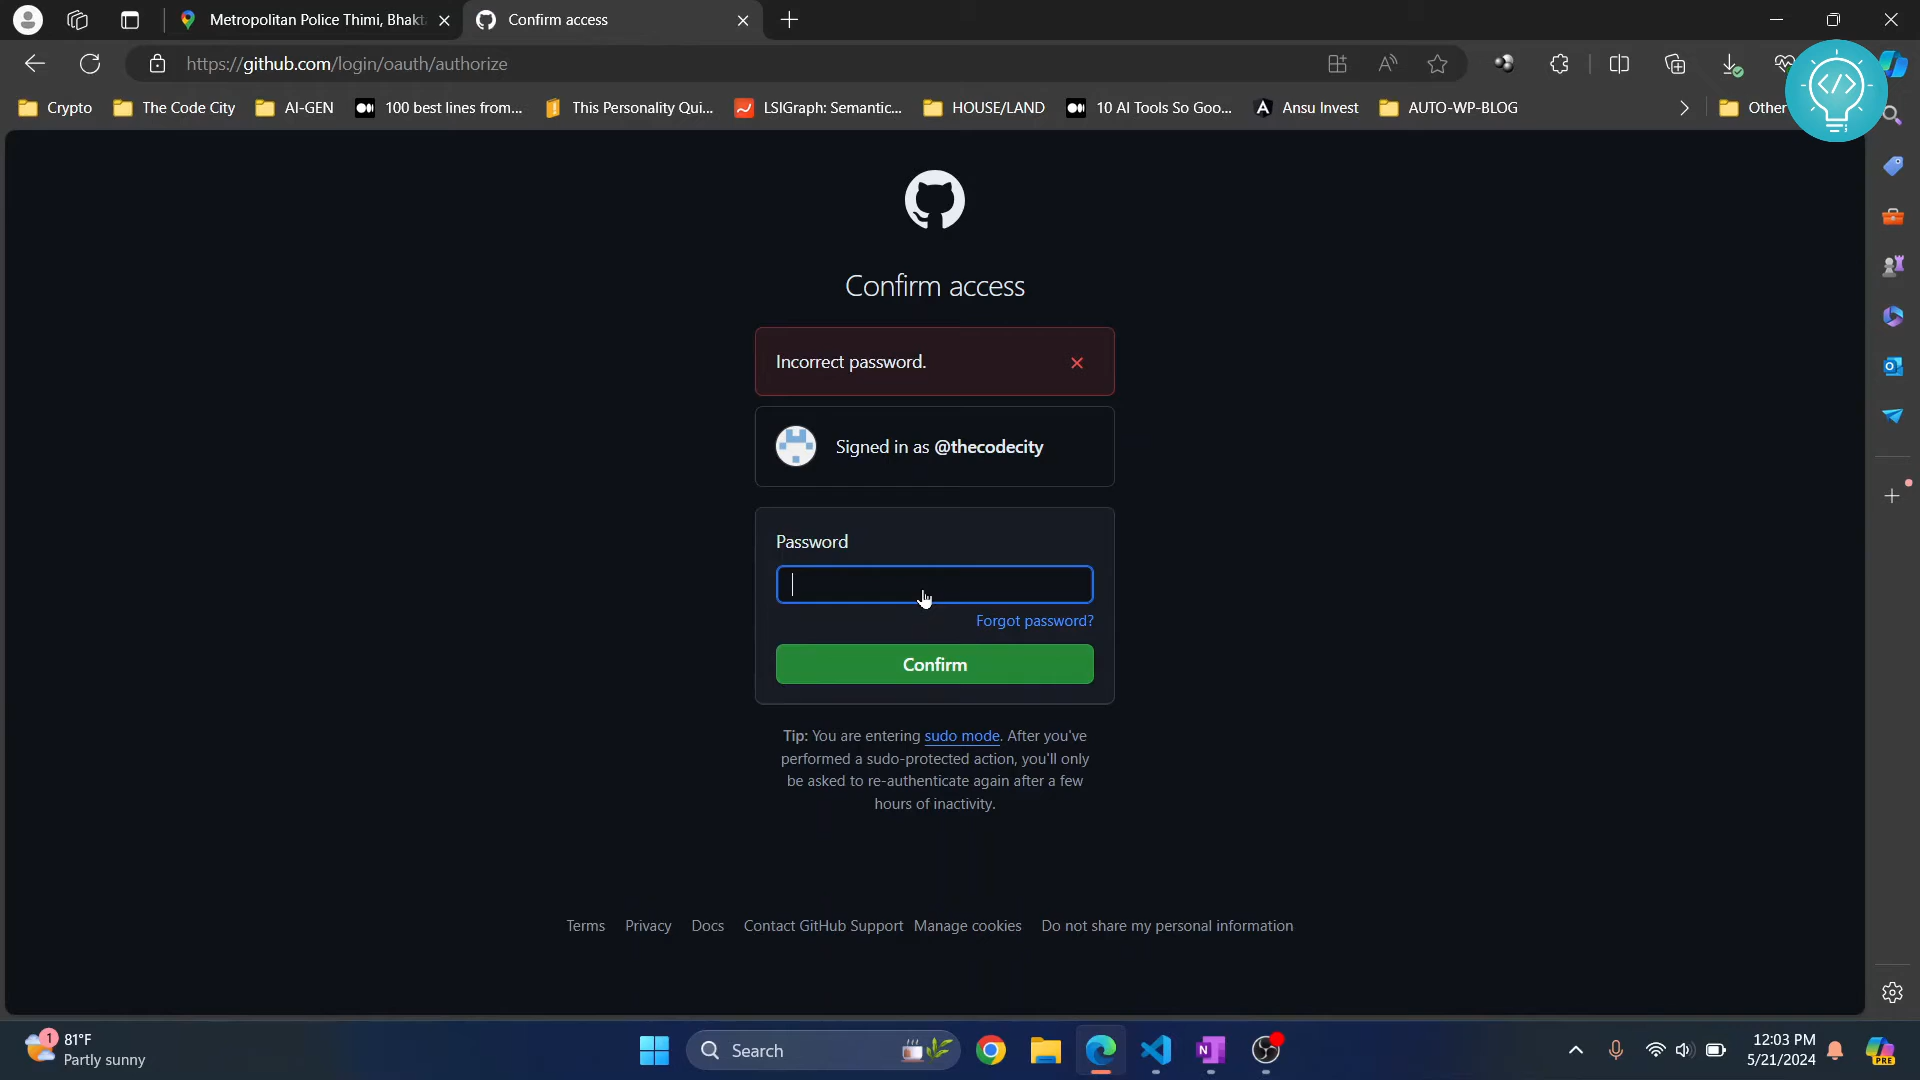 Metropolitan Police Thimi, Bhakt
Confirm access
https://github.com/login/oauth/authorize
Crypto
The Code City
AI-GEN
100 best lines from...
This Personality Qui...
LSIGraph: Semantic...
HOUSE/LAND
10 AI Tools So Goo...
Ansu Invest
AUTO-WP-BLOG
Other
Confirm access
Incorrect password.
Signed in as @thecodecity
Password
Forgot password?
Confirm
Tip: You are entering sudo mode. After you've
performed a sudo-protected action, you'll only
be asked to re-authenticate again after a few
hours of inactivity.
Terms Privacy Docs Contact GitHub Support Manage cookies Do not share my personal information
1
81°F
Partly sunny
Search
12:03 PM
5/21/2024
PRE